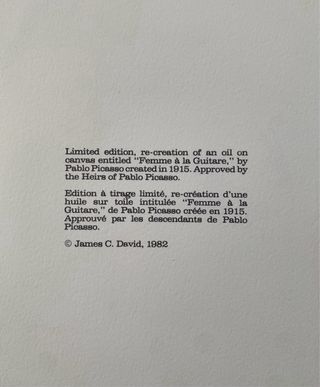 Limited edition, re-creation of an oil on
canvas entitled "Femme à la Guitare," by
Pablo Picasso created in 1915. Approved by
the Heirs of Pablo Picasso.
Edition à tirage limité, re-création d'une
huile sur toile intitulée "Femme à la
Guitare," de Pablo Picasso créée en 1915.
Approuvé par les descendants de Pablo
Picasso.
© James C. David, 1982